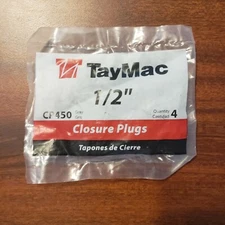 TayMac
1/2"
CP450
Quantity
Cantidad 4
Closure Plugs
Tapones de Cierre